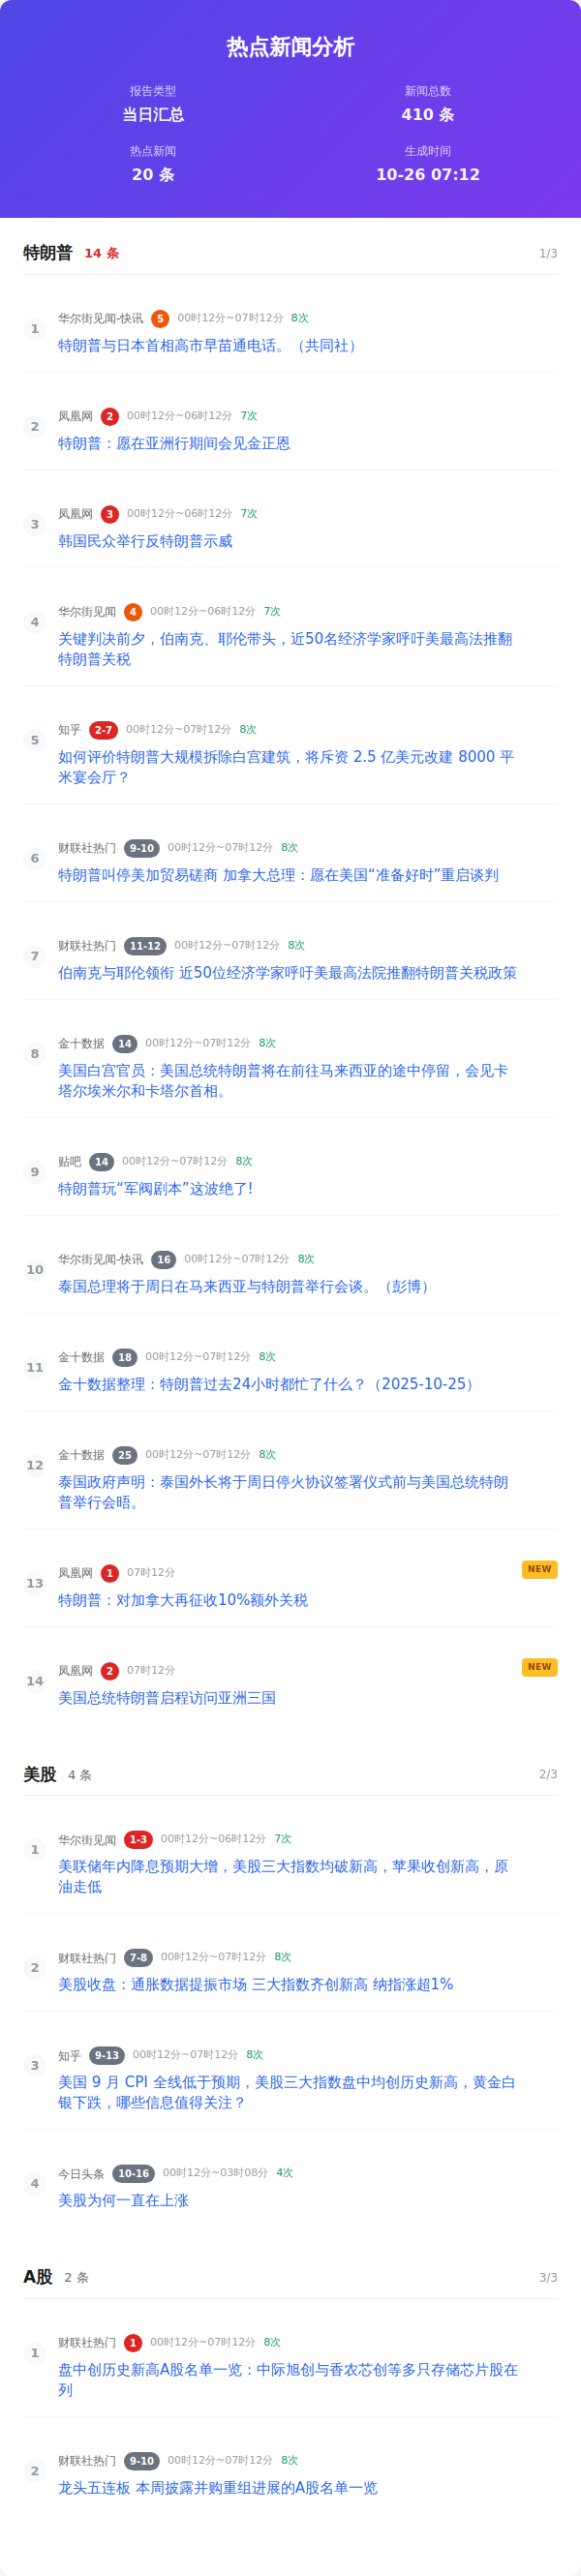 热点新闻分析
报告类型
新闻总数
当日汇总
410 条
热点新闻
生成时间
20 条
10-26 07:12
特朗普 14 条 1/3
华尔街见闻-快讯 5 00时12分~07时12分 8次
1
特朗普与日本首相高市早苗通电话。（共同社）
凤凰网 2 00时12分~06时12分 7次
2
特朗普：愿在亚洲行期间会见金正恩
凤凰网 3 00时12分~06时12分 7次
3
韩国民众举行反特朗普示威
华尔街见闻 4 00时12分~06时12分 7次
4
关键判决前夕，伯南克、耶伦带头，近50名经济学家呼吁美最高法推翻
特朗普关税
知乎 2-7 00时12分~07时12分 8次
5
如何评价特朗普大规模拆除白宫建筑，将斥资 2.5 亿美元改建 8000 平
米宴会厅？
财联社热门 9-10 00时12分~07时12分 8次
6
特朗普叫停美加贸易磋商 加拿大总理：愿在美国“准备好时”重启谈判
财联社热门 11-12 00时12分~07时12分 8次
7
伯南克与耶伦领衔 近50位经济学家呼吁美国最高法院推翻特朗普关税政策
金十数据 14 00时12分~07时12分 8次
8
美国白宫官员：美国总统特朗普将在前往马来西亚的途中停留，会见卡
塔尔埃米尔和卡塔尔首相。
贴吧 14 00时12分~07时12分 8次
9
特朗普玩“军阀剧本”这波绝了!
华尔街见闻-快讯 16 00时12分~07时12分 8次
10
泰国总理将于周日在马来西亚与特朗普举行会谈。（彭博）
金十数据 18 00时12分~07时12分 8次
11
金十数据整理：特朗普过去24小时都忙了什么？（2025-10-25）
金十数据 25 00时12分~07时12分 8次
12
泰国政府声明：泰国外长将于周日停火协议签署仪式前与美国总统特朗
普举行会晤。
凤凰网 1 07时12分 NEW
13
特朗普：对加拿大再征收10%额外关税
凤凰网 2 07时12分 NEW
14
美国总统特朗普启程访问亚洲三国
美股 4 条 2/3
华尔街见闻 1-3 00时12分~06时12分 7次
1
美联储年内降息预期大增，美股三大指数均破新高，苹果收创新高，原
油走低
财联社热门 7-8 00时12分~07时12分 8次
2
美股收盘：通胀数据提振市场 三大指数齐创新高 纳指涨超1%
知乎 9-13 00时12分~07时12分 8次
3
美国 9 月 CPI 全线低于预期，美股三大指数盘中均创历史新高，黄金白
银下跌，哪些信息值得关注？
今日头条 10-16 00时12分~03时08分 4次
4
美股为何一直在上涨
A股 2 条 3/3
财联社热门 1 00时12分~07时12分 8次
1
盘中创历史新高A股名单一览：中际旭创与香农芯创等多只存储芯片股在
列
财联社热门 9-10 00时12分~07时12分 8次
2
龙头五连板 本周披露并购重组进展的A股名单一览